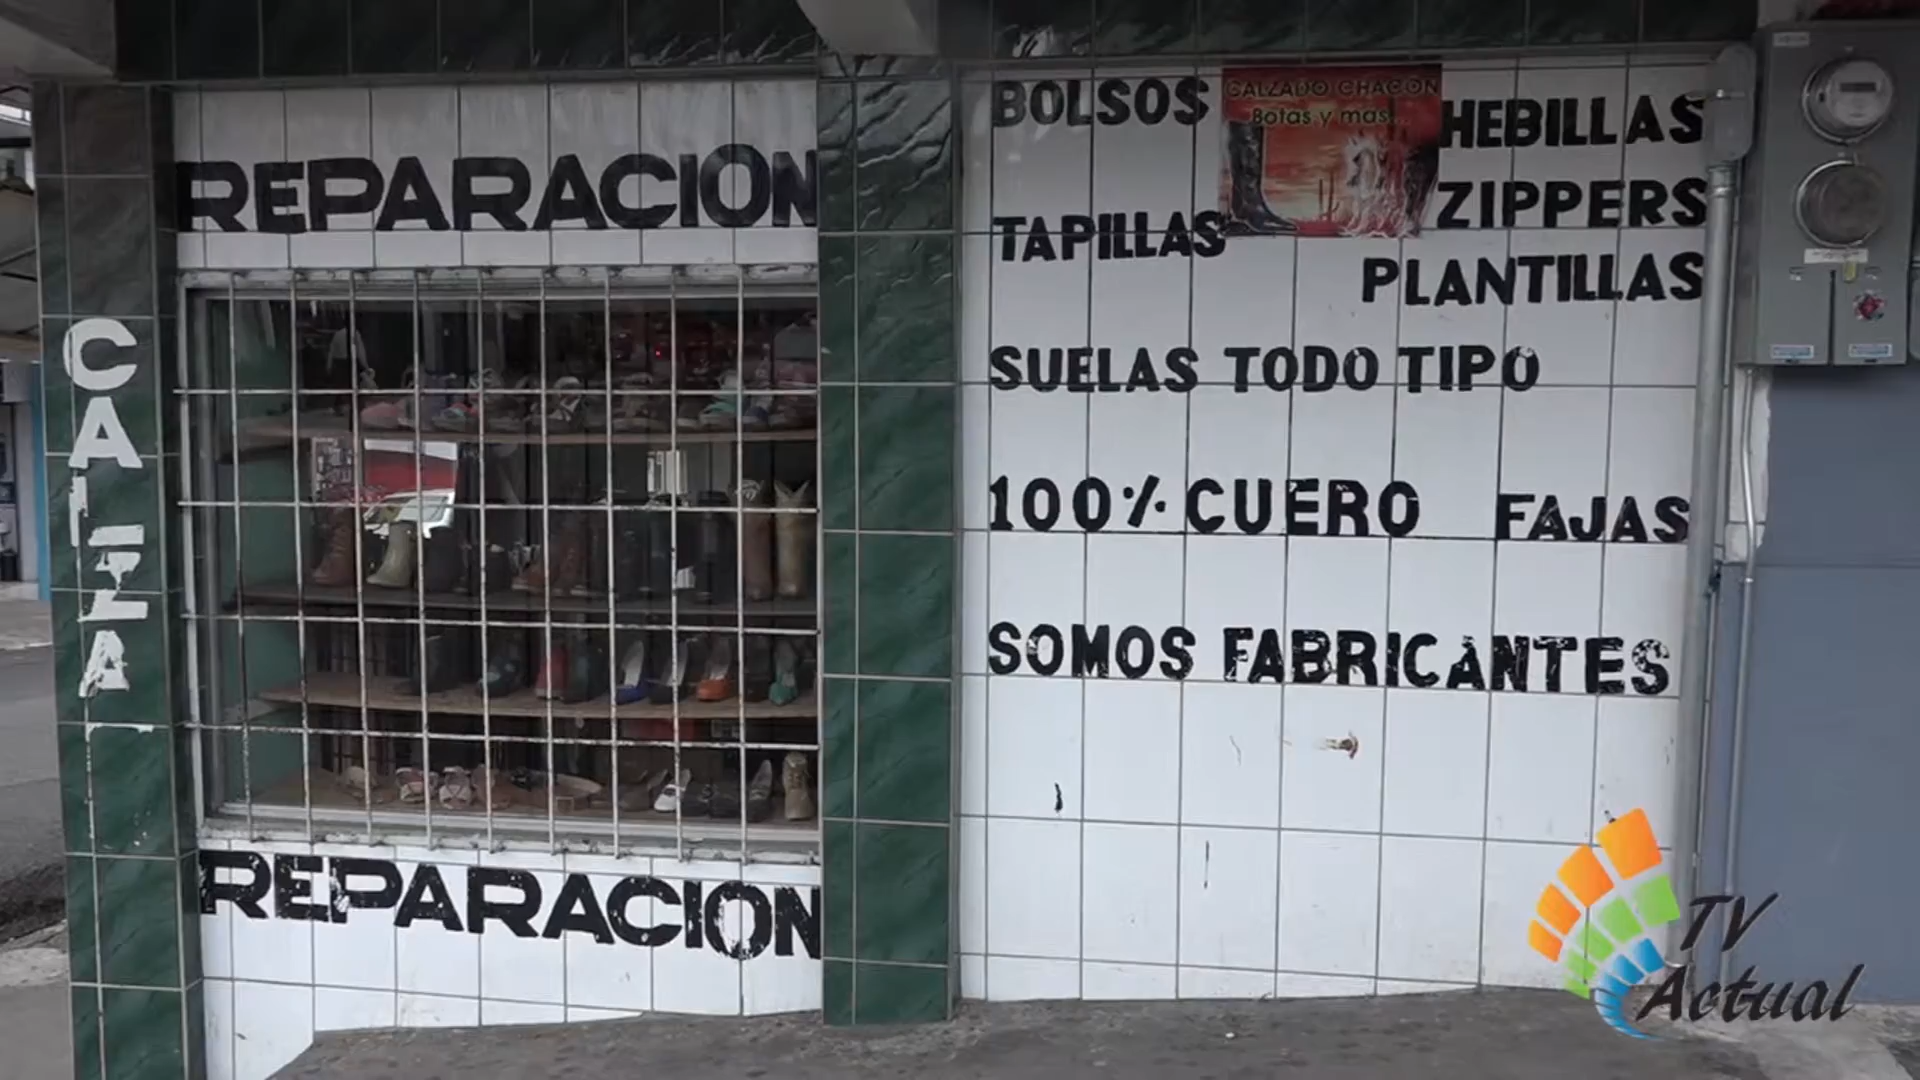 REPARACION
CALZA
REPARACION
BOLSOS
CALZADO CHACON
Botas y mas...
HEBILLAS
ZIPPERS
TAPILLAS
PLANTILLAS
SUELAS TODO TIPO
100% CUERO FAJAS
SOMOS FABRICANTES
TV
Actual